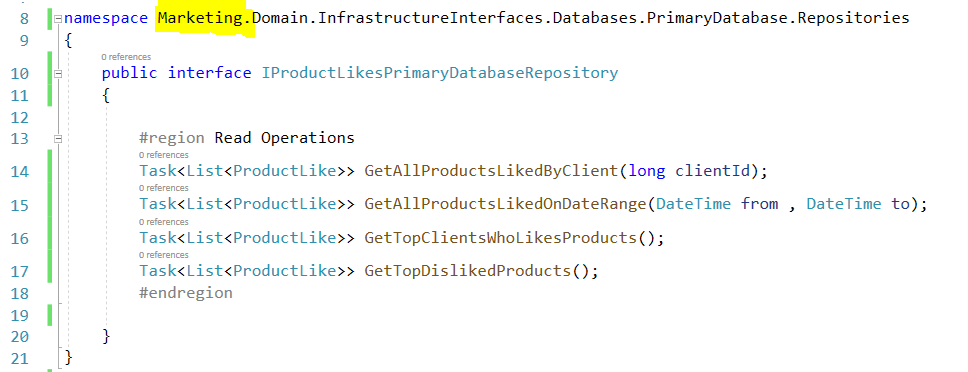 8 namespace Marketing.Domain.InfrastructureInterfaces.Databases.PrimaryDatabase.Repositories
9 {
0 references
10 public interface IProductLikesPrimaryDatabaseRepository
11 {
12
13 #region Read Operations
0 references
14 Task<List<ProductLike>> GetAllProductsLikedByClient(long clientId);
0 references
15 Task<List<ProductLike>> GetAllProductsLikedOnDateRange(DateTime from , DateTime to);
0 references
16 Task<List<ProductLike>> GetTopClientsWhoLikesProducts();
0 references
17 Task<List<ProductLike>> GetTopDislikedProducts();
18 #endregion
19
20 }
21 }